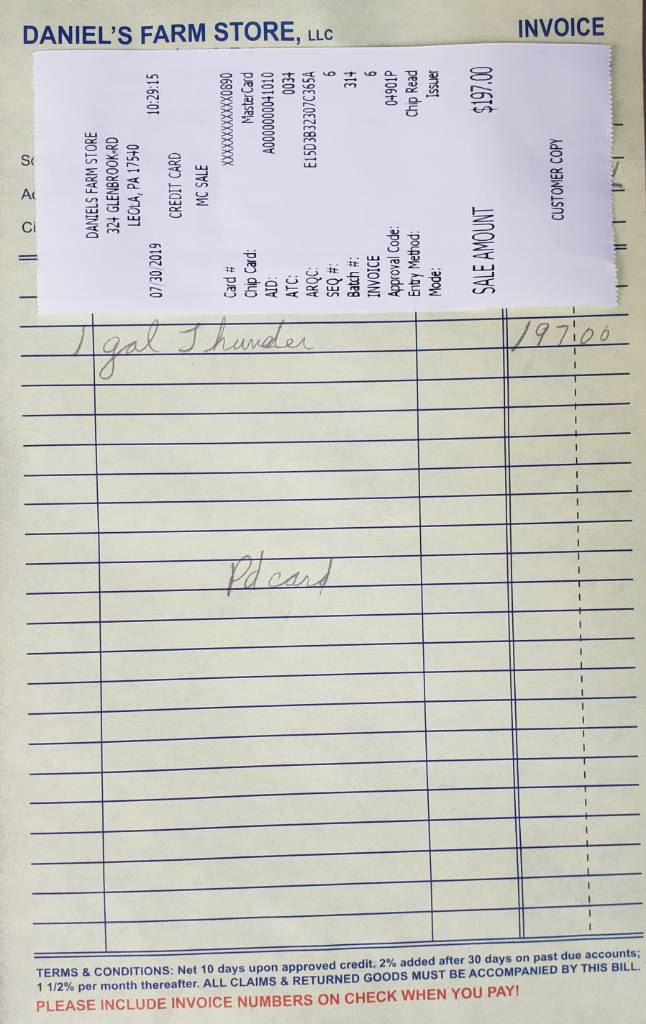 DANIEL'S FARM STORE, LLC
INVOICE
DANIELS FARM STORE
324 GLENBROOK RD
LEOLA, PA 17540
07/30/2019 10:29:15
CREDIT CARD
MC SALE
Card # XXXXXXXXXXXX0890
Chip Card: MasterCard
AID: A0000000041010
ATC: 0034
ARQC: E15D3B32307C365A
SEQ #: 6
Batch #: 314
INVOICE 6
Approval Code: 04901P
Entry Method: Chip Read
Mode: Issuer
SALE AMOUNT $197.00
CUSTOMER COPY
1 gal Thunder 197.00
Pd card
TERMS & CONDITIONS: Net 10 days upon approved credit. 2% added after 30 days on past due accounts;
1 1/2% per month thereafter. ALL CLAIMS & RETURNED GOODS MUST BE ACCOMPANIED BY THIS BILL.
PLEASE INCLUDE INVOICE NUMBERS ON CHECK WHEN YOU PAY!